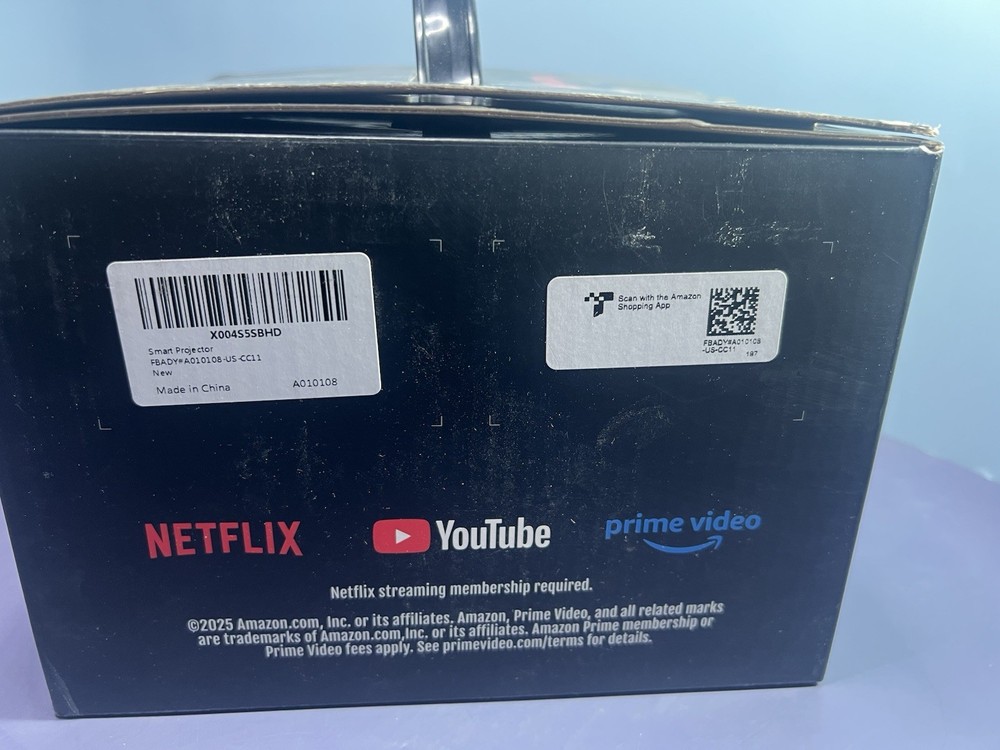 X004S5SBHD
Smart Projector
FBADY#A010108-US-CC11
New
Made in China A010108
Scan with the Amazon
Shopping App
FBADY#A010108
-US-CC11
187
NETFLIX
YouTube
prime video
Netflix streaming membership required.
©2025 Amazon.com, Inc. or its affiliates. Amazon, Prime Video, and all related marks
are trademarks of Amazon.com,Inc. or its affiliates. Amazon Prime membership or
Prime Video fees apply. See primevideo.com/terms for details.